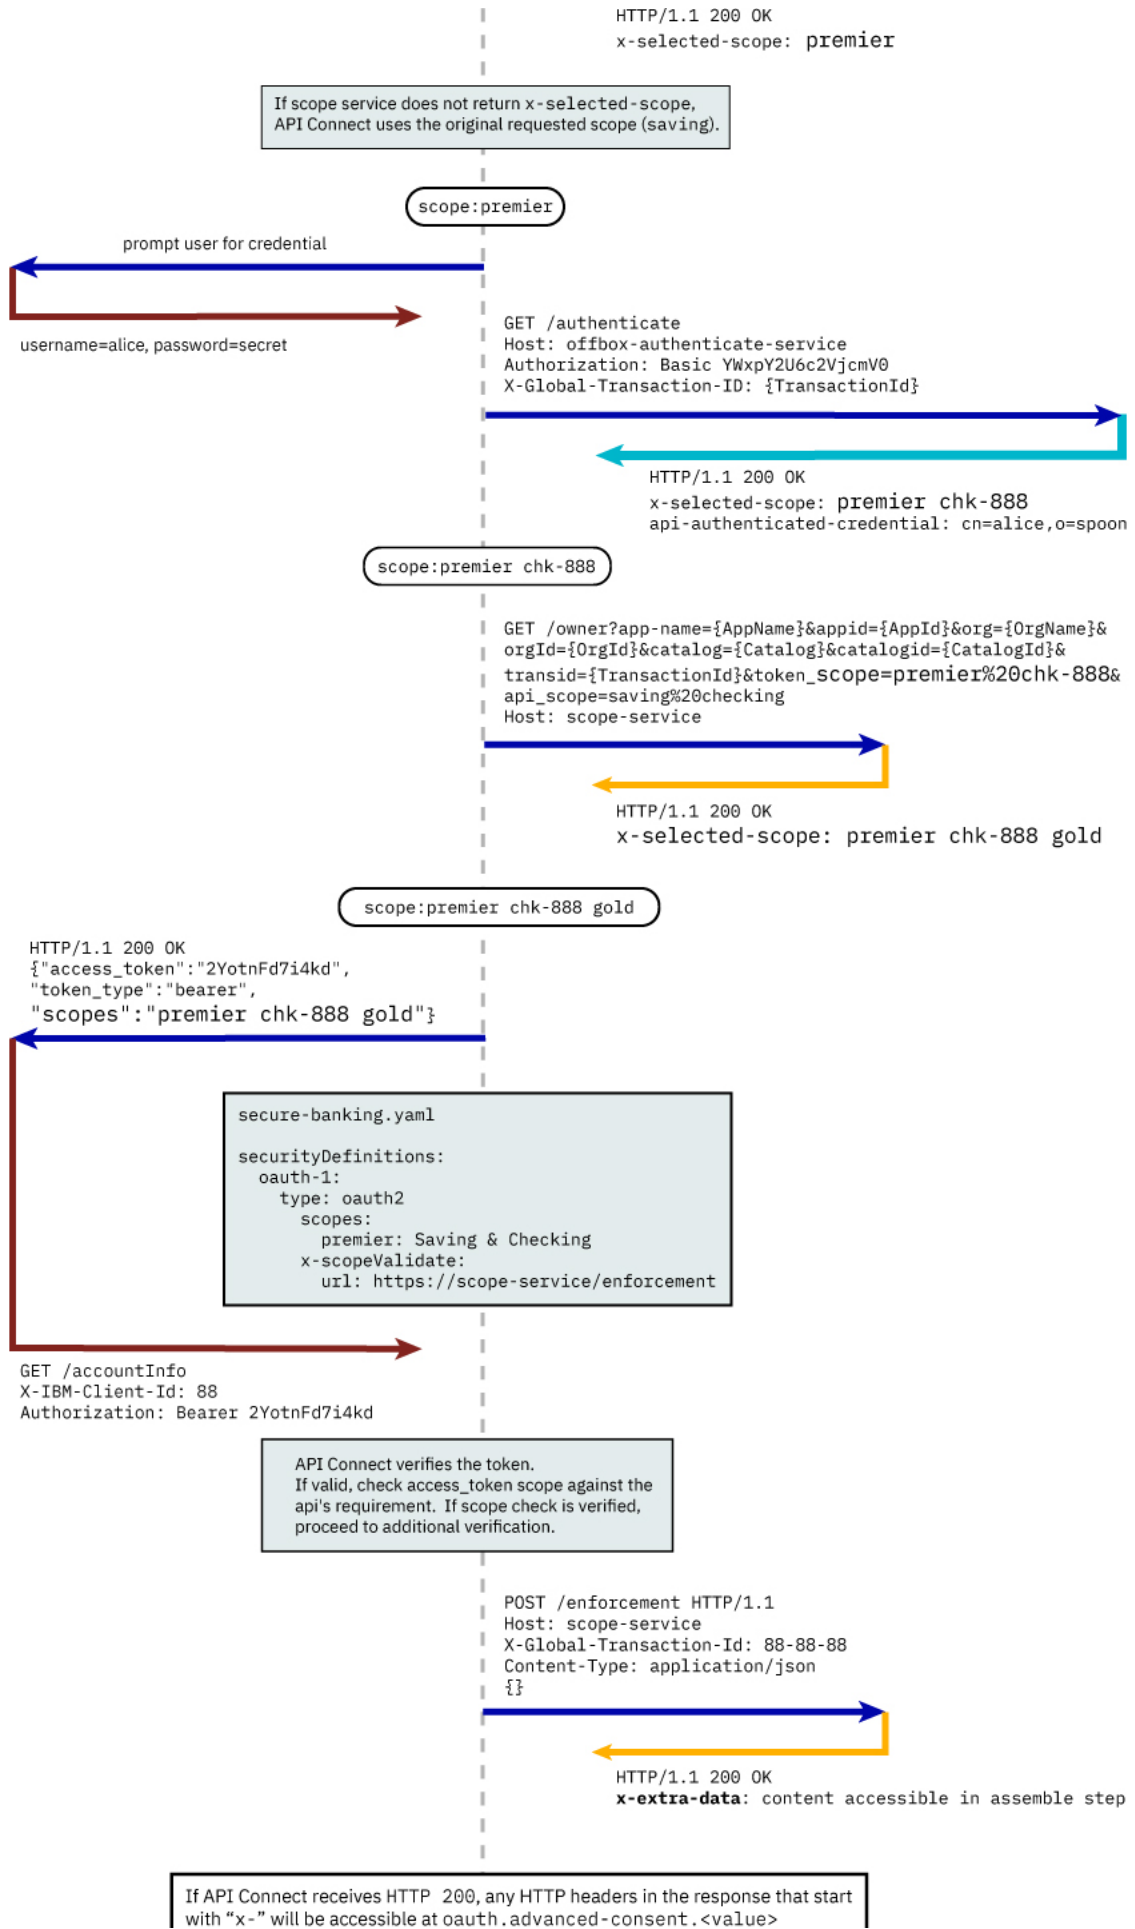 HTTP/1.1 200 OK
x-selected-scope: premier
If scope service does not return x-selected-scope,
API Connect uses the original requested scope (saving).
scope:premier
prompt user for credential
username=alice, password=secret
GET /authenticate
Host: offbox-authenticate-service
Authorization: Basic YWxpY2U6c2VjcmV0
X-Global-Transaction-ID: {TransactionId}
HTTP/1.1 200 OK
x-selected-scope: premier chk-888
api-authenticated-credential: cn=alice,o=spoon
scope:premier chk-888
GET /owner?app-name={AppName}&appid={AppId}&org={OrgName}&
orgId={OrgId}&catalog={Catalog}&catalogid={CatalogId}&
transid={TransactionId}&token_scope=premier%20chk-888&
api_scope=saving%20checking
Host: scope-service
HTTP/1.1 200 OK
x-selected-scope: premier chk-888 gold
scope:premier chk-888 gold
HTTP/1.1 200 OK
{"access_token":"2YotnFd7i4kd",
"token_type":"bearer",
"scopes":"premier chk-888 gold"}
secure-banking.yaml
securityDefinitions:
oauth-1:
type: oauth2
scopes:
premier: Saving & Checking
x-scopeValidate:
url: https://scope-service/enforcement
GET /accountInfo
X-IBM-Client-Id: 88
Authorization: Bearer 2YotnFd7i4kd
API Connect verifies the token.
If valid, check access_token scope against the
api's requirement. If scope check is verified,
proceed to additional verification.
POST /enforcement HTTP/1.1
Host: scope-service
X-Global-Transaction-Id: 88-88-88
Content-Type: application/json
{}
HTTP/1.1 200 OK
x-extra-data: content accessible in assemble step
If API Connect receives HTTP 200, any HTTP headers in the response that start
with “x-” will be accessible at oauth.advanced-consent.<value>